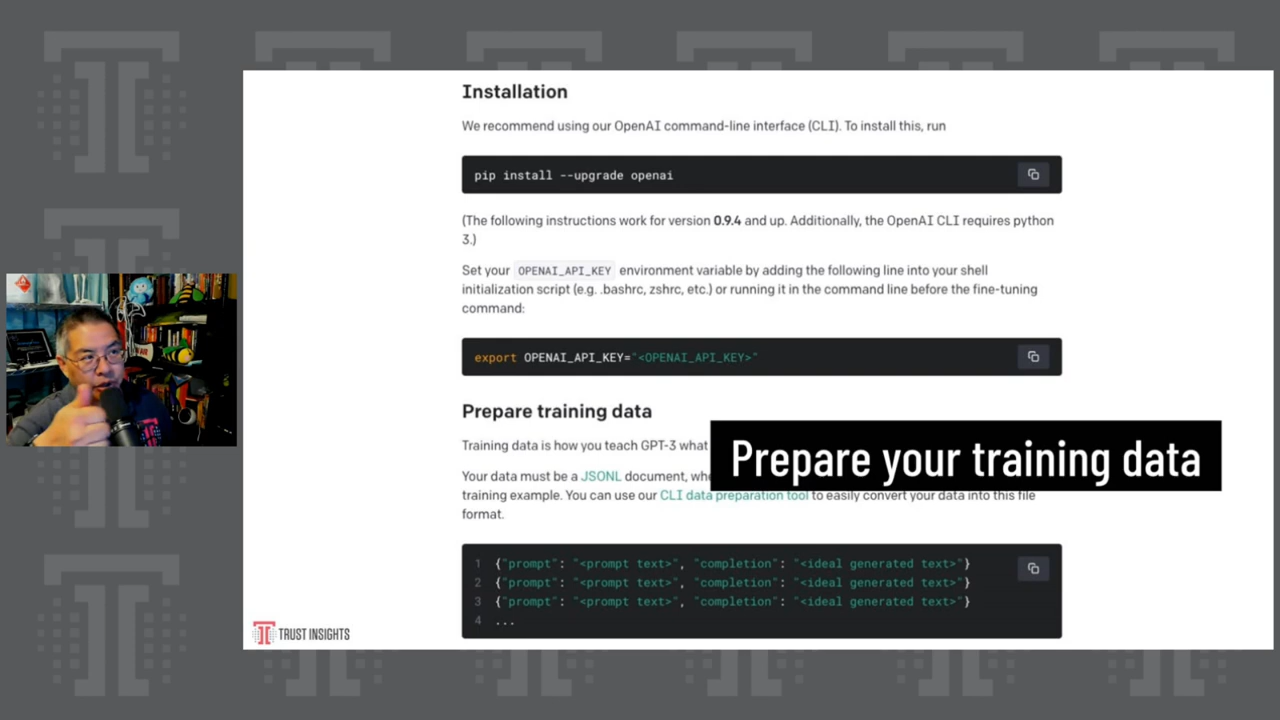 Installation
We recommend using our OpenAI command-line interface (CLI). To install this, run
pip install --upgrade openai
(The following instructions work for version 0.9.4 and up. Additionally, the OpenAI CLI requires python
3.)
Set your OPENAI_API_KEY environment variable by adding the following line into your shell
initialization script (e.g. .bashrc, zshrc, etc.) or running it in the command line before the fine-tuning
command:
export OPENAI_API_KEY="<OPENAI_API_KEY>"
Prepare training data
Training data is how you teach GPT-3 what
Prepare your training data
Your data must be a JSONL document,
training example. You can use our CLI data preparation tool to easily convert your data into this file
format.
1 {"prompt": "<prompt text>", "completion": "<ideal generated text>"}
2 {"prompt": "<prompt text>", "completion": "<ideal generated text>"}
3 {"prompt": "<prompt text>", "completion": "<ideal generated text>"}
4 ...
TRUST INSIGHTS